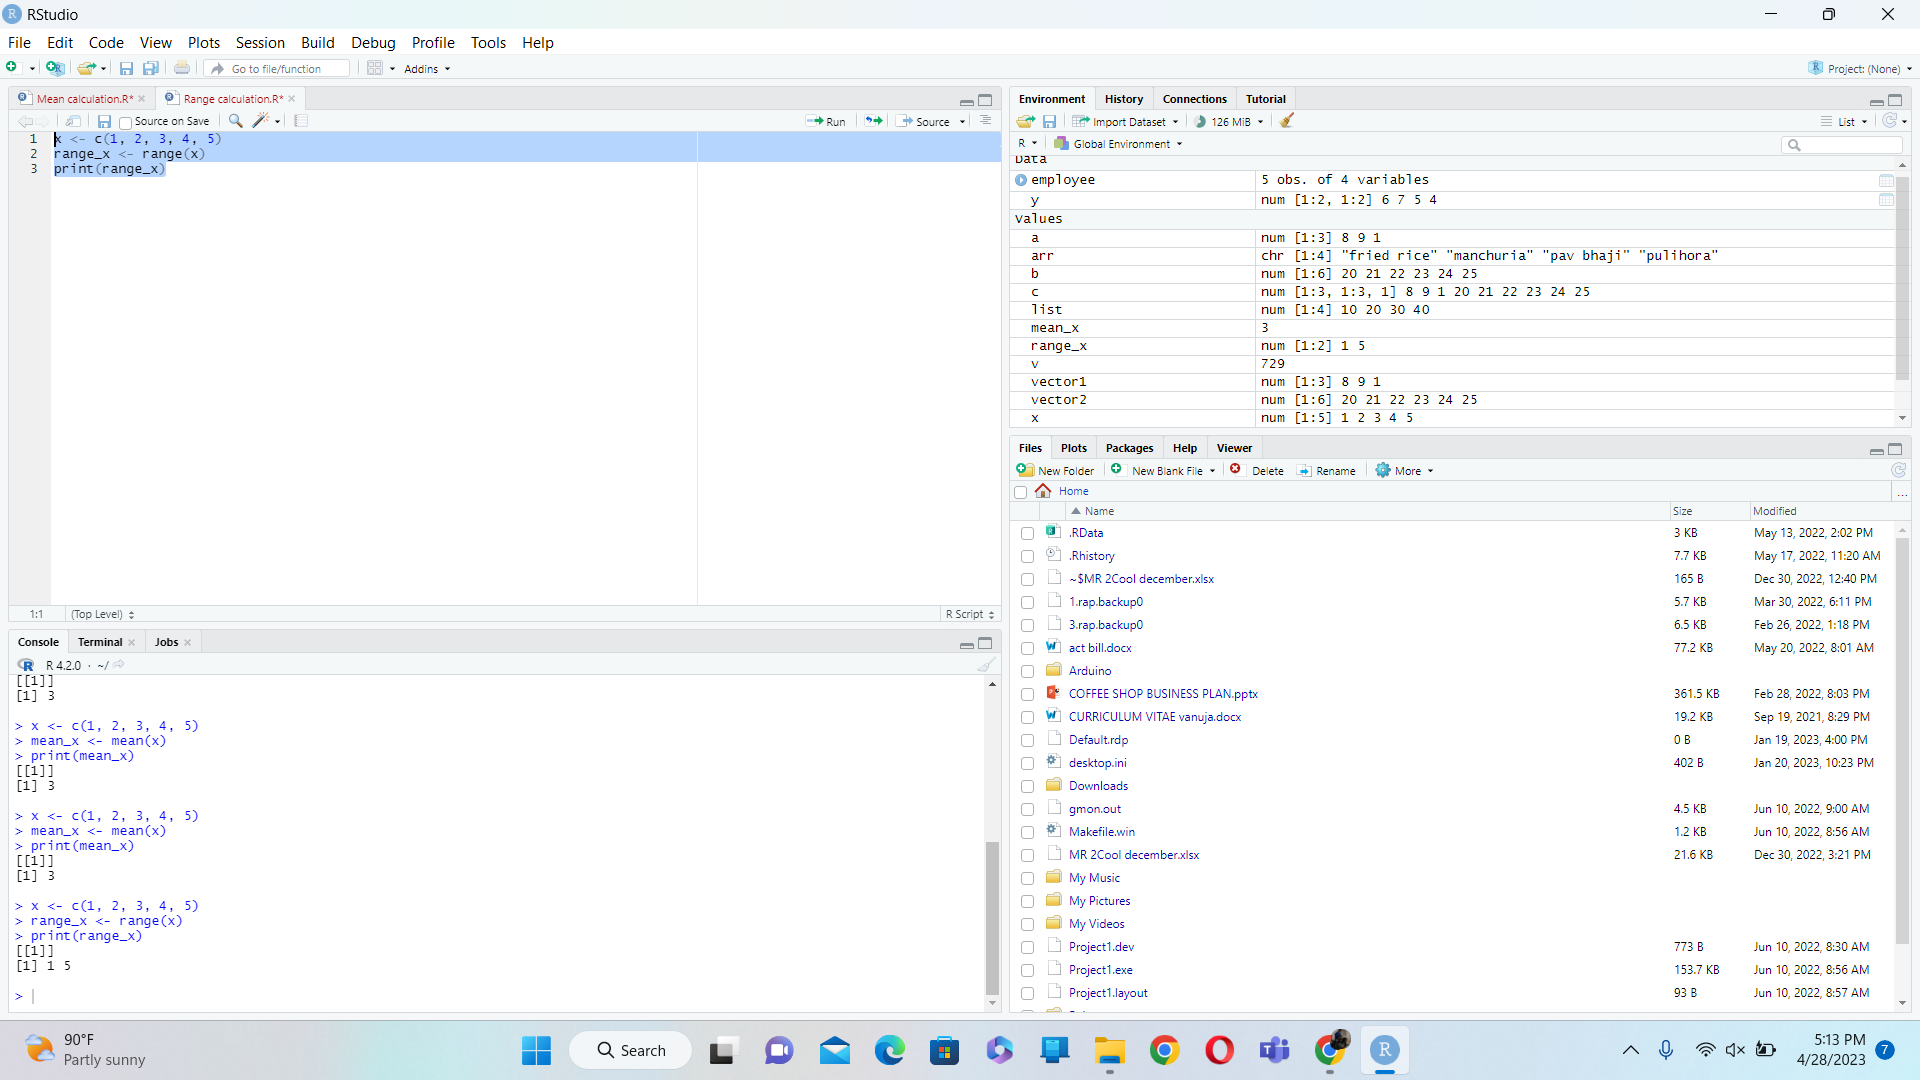 RStudio
File Edit Code View Plots Session Build Debug Profile Tools Help
Go to file/function Addins Project: (None)
Mean calculation.R* Range calculation.R*
Source on Save Run Source
1 x <- c(1, 2, 3, 4, 5)
2 range_x <- range(x)
3 print(range_x)
1:1 (Top Level) R Script
Console Terminal Jobs
R 4.2.0 · ~/
[[1]]
[1] 3
> x <- c(1, 2, 3, 4, 5)
> mean_x <- mean(x)
> print(mean_x)
[[1]]
[1] 3
> x <- c(1, 2, 3, 4, 5)
> mean_x <- mean(x)
> print(mean_x)
[[1]]
[1] 3
> x <- c(1, 2, 3, 4, 5)
> range_x <- range(x)
> print(range_x)
[[1]]
[1] 1 5
>
Environment History Connections Tutorial
Import Dataset 126 MiB List
R Global Environment
Data
employee 5 obs. of 4 variables
y num [1:2, 1:2] 6 7 5 4
Values
a num [1:3] 8 9 1
arr chr [1:4] "fried rice" "manchuria" "pav bhaji" "pulihora"
b num [1:6] 20 21 22 23 24 25
c num [1:3, 1:3, 1] 8 9 1 20 21 22 23 24 25
list num [1:4] 10 20 30 40
mean_x 3
range_x num [1:2] 1 5
v 729
vector1 num [1:3] 8 9 1
vector2 num [1:6] 20 21 22 23 24 25
x num [1:5] 1 2 3 4 5
Files Plots Packages Help Viewer
New Folder New Blank File Delete Rename More
Home ...
Name Size Modified
.RData 3 KB May 13, 2022, 2:02 PM
.Rhistory 7.7 KB May 17, 2022, 11:20 AM
~$MR 2Cool december.xlsx 165 B Dec 30, 2022, 12:40 PM
1.rap.backup0 5.7 KB Mar 30, 2022, 6:11 PM
3.rap.backup0 6.5 KB Feb 26, 2022, 1:18 PM
act bill.docx 77.2 KB May 20, 2022, 8:01 AM
Arduino
COFFEE SHOP BUSINESS PLAN.pptx 361.5 KB Feb 28, 2022, 8:03 PM
CURRICULUM VITAE vanuja.docx 19.2 KB Sep 19, 2021, 8:29 PM
Default.rdp 0 B Jan 19, 2023, 4:00 PM
desktop.ini 402 B Jan 20, 2023, 10:23 PM
Downloads
gmon.out 4.5 KB Jun 10, 2022, 9:00 AM
Makefile.win 1.2 KB Jun 10, 2022, 8:56 AM
MR 2Cool december.xlsx 21.6 KB Dec 30, 2022, 3:21 PM
My Music
My Pictures
My Videos
Project1.dev 773 B Jun 10, 2022, 8:30 AM
Project1.exe 153.7 KB Jun 10, 2022, 8:56 AM
Project1.layout 93 B Jun 10, 2022, 8:57 AM
90°F
Partly sunny
Search
5:13 PM
4/28/2023
7